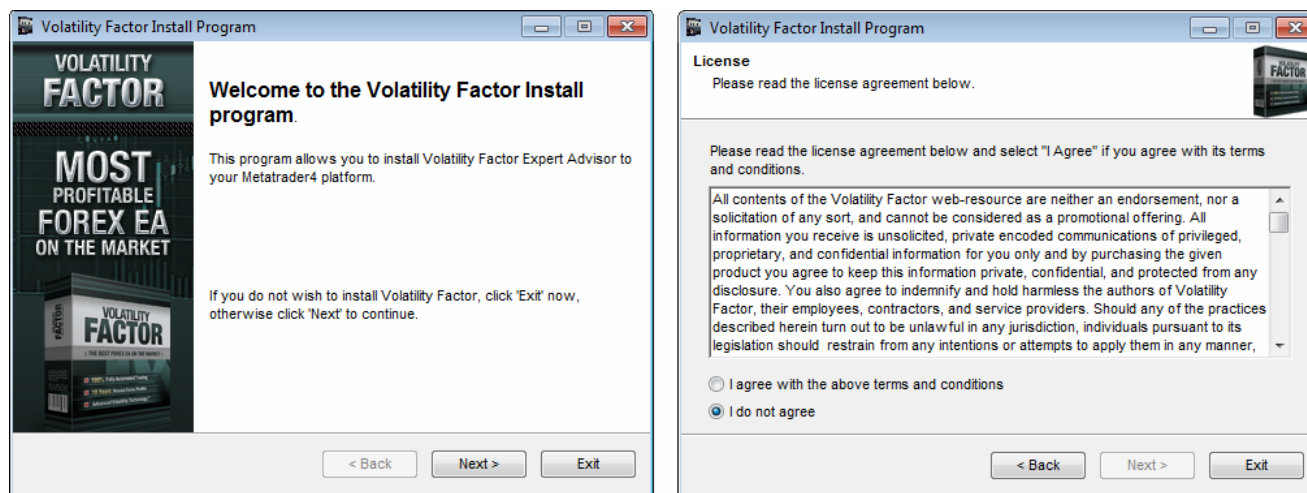 Volatility Factor Install Program
VOLATILITY
FACTOR
MOST
PROFITABLE
FOREX EA
ON THE MARKET
VOLATILITY
FACTOR
FACTOR
Welcome to the Volatility Factor Install
program.
This program allows you to install Volatility Factor Expert Advisor to
your Metatrader4 platform.
If you do not wish to install Volatility Factor, click 'Exit' now,
otherwise click 'Next' to continue.
< Back
Next >
Exit
Volatility Factor Install Program
License
Please read the license agreement below.
FACTOR
Please read the license agreement below and select "I Agree" if you agree with its terms
and conditions.
All contents of the Volatility Factor web-resource are neither an endorsement, nor a
solicitation of any sort, and cannot be considered as a promotional offering. All
information you receive is unsolicited, private encoded communications of privileged,
proprietary, and confidential information for you only and by purchasing the given
product you agree to keep this information private, confidential, and protected from any
disclosure. You also agree to indemnify and hold harmless the authors of Volatility
Factor, their employees, contractors, and service providers. Should any of the practices
described herein turn out to be unlawful in any jurisdiction, individuals pursuant to its
legislation should restrain from any intentions or attempts to apply them in any manner,
I agree with the above terms and conditions
I do not agree
< Back
Next >
Exit